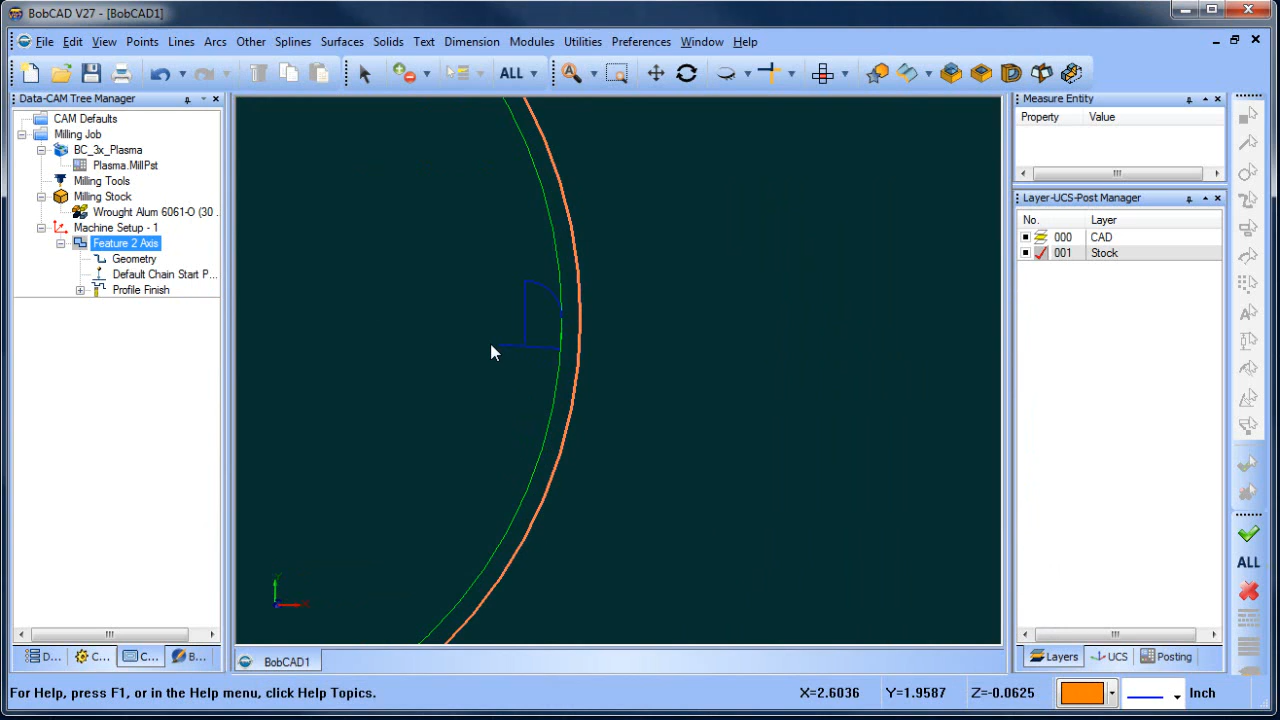 BobCAD V27 - [BobCAD1]
File Edit View Points Lines Arcs Other Splines Surfaces Solids Text Dimension Modules Utilities Preferences Window Help
ALL
Data-CAM Tree Manager
CAM Defaults
Milling Job
BC_3x_Plasma
Plasma.MillPst
Milling Tools
Milling Stock
Wrought Alum 6061-O (30 ...
Machine Setup - 1
Feature 2 Axis
Geometry
Default Chain Start P...
Profile Finish
D... C... C... B...
BobCAD1
Measure Entity
Property Value
Layer-UCS-Post Manager
No. Layer
000 CAD
001 Stock
Layers UCS Posting
ALL
For Help, press F1, or in the Help menu, click Help Topics.
X=2.6036 Y=1.9587 Z=-0.0625 Inch